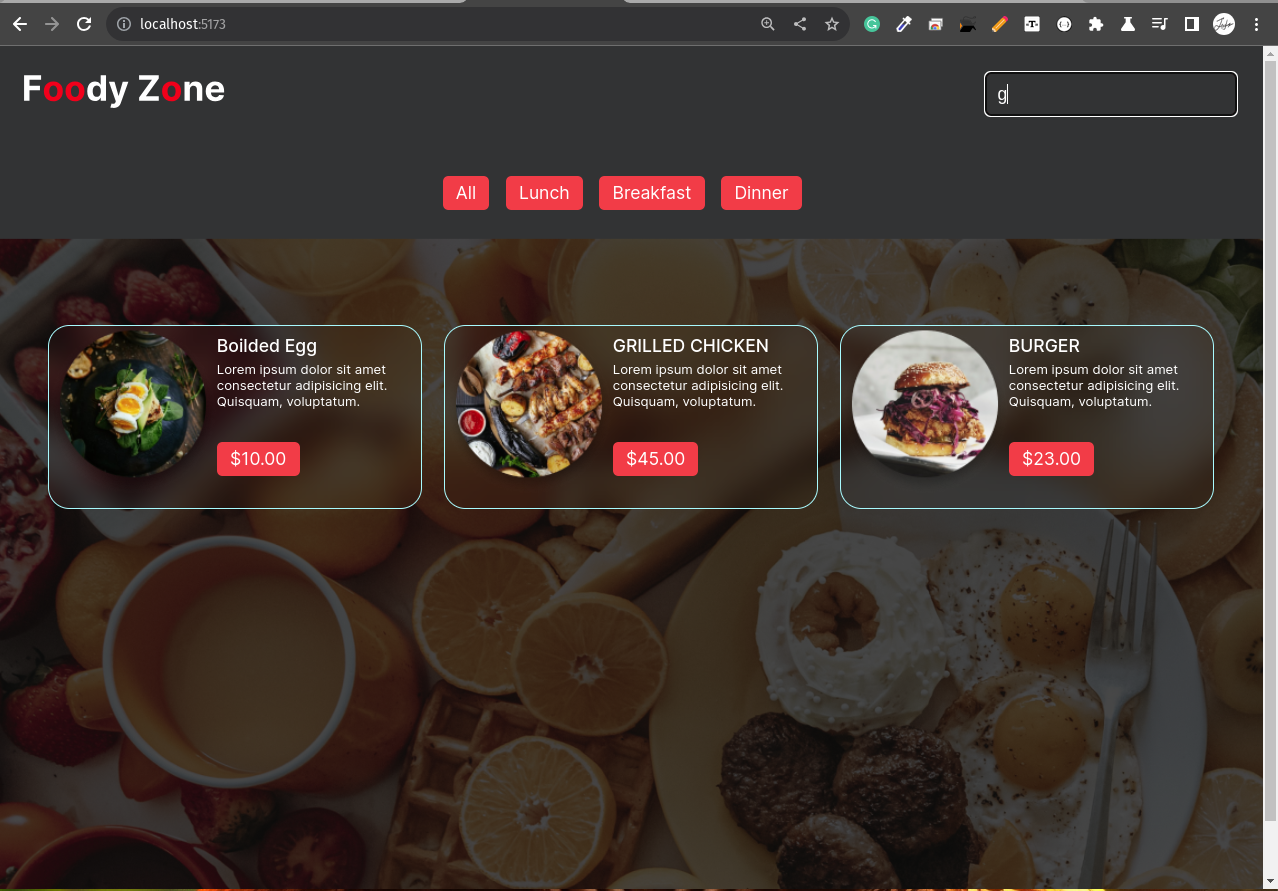 localhost:5173
Foody Zone
g
All Lunch Breakfast Dinner
Boilded Egg
Lorem ipsum dolor sit amet
consectetur adipisicing elit.
Quisquam, voluptatum.
$10.00
GRILLED CHICKEN
Lorem ipsum dolor sit amet
consectetur adipisicing elit.
Quisquam, voluptatum.
$45.00
BURGER
Lorem ipsum dolor sit amet
consectetur adipisicing elit.
Quisquam, voluptatum.
$23.00